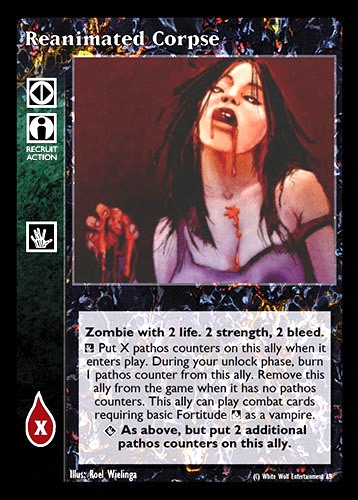 Reanimated Corpse
RECRUIT
ACTION
Zombie with 2 life. 2 strength, 2 bleed.
Put X pathos counters on this ally when it
enters play. During your unlock phase, burn
1 pathos counter from this ally. Remove this
ally from the game when it has no pathos
counters. This ally can play combat cards
requiring basic Fortitude as a vampire.
As above, but put 2 additional
pathos counters on this ally.
X
Illus: Roel Wielinga
(C) White Wolf Entertainment AB